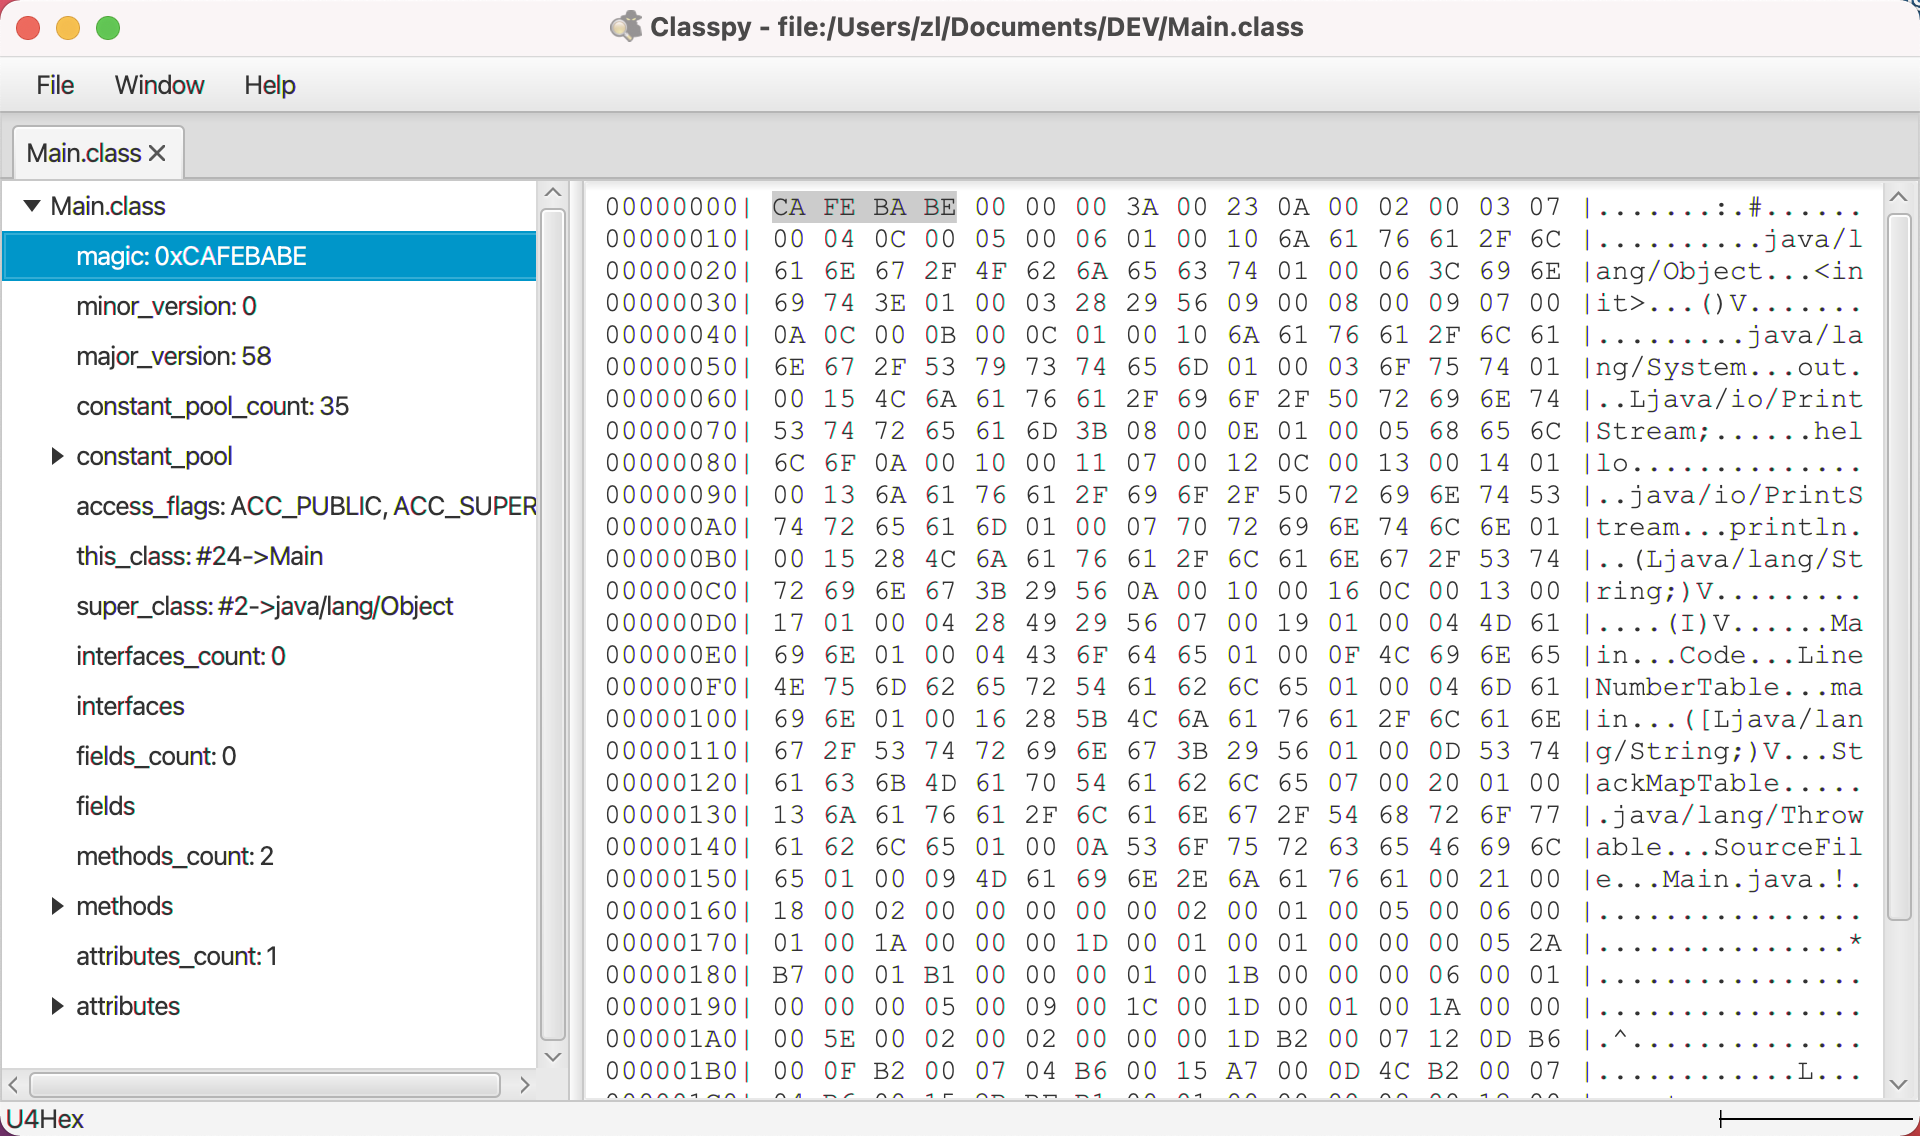 Classpy - file:/Users/zl/Documents/DEV/Main.class
File Window Help
Main.class
Main.class
magic: 0xCAFEBABE
minor_version: 0
major_version: 58
constant_pool_count: 35
constant_pool
access_flags: ACC_PUBLIC, ACC_SUPER
this_class: #24->Main
super_class: #2->java/lang/Object
interfaces_count: 0
interfaces
fields_count: 0
fields
methods_count: 2
methods
attributes_count: 1
attributes
00000000| CA FE BA BE 00 00 00 3A 00 23 0A 00 02 00 03 07 |.......:.#......
00000010| 00 04 0C 00 05 00 06 01 00 10 6A 61 76 61 2F 6C |..........java/l
00000020| 61 6E 67 2F 4F 62 6A 65 63 74 01 00 06 3C 69 6E |ang/Object...<in
00000030| 69 74 3E 01 00 03 28 29 56 09 00 08 00 09 07 00 |it>...()V.......
00000040| 0A 0C 00 0B 00 0C 01 00 10 6A 61 76 61 2F 6C 61 |.........java/la
00000050| 6E 67 2F 53 79 73 74 65 6D 01 00 03 6F 75 74 01 |ng/System...out.
00000060| 00 15 4C 6A 61 76 61 2F 69 6F 2F 50 72 69 6E 74 |..Ljava/io/Print
00000070| 53 74 72 65 61 6D 3B 08 00 0E 01 00 05 68 65 6C |Stream;......hel
00000080| 6C 6F 0A 00 10 00 11 07 00 12 0C 00 13 00 14 01 |lo..............
00000090| 00 13 6A 61 76 61 2F 69 6F 2F 50 72 69 6E 74 53 |..java/io/PrintS
000000A0| 74 72 65 61 6D 01 00 07 70 72 69 6E 74 6C 6E 01 |tream...println.
000000B0| 00 15 28 4C 6A 61 76 61 2F 6C 61 6E 67 2F 53 74 |..(Ljava/lang/St
000000C0| 72 69 6E 67 3B 29 56 0A 00 10 00 16 0C 00 13 00 |ring;)V.........
000000D0| 17 01 00 04 28 49 29 56 07 00 19 01 00 04 4D 61 |....(I)V......Ma
000000E0| 69 6E 01 00 04 43 6F 64 65 01 00 0F 4C 69 6E 65 |in...Code...Line
000000F0| 4E 75 6D 62 65 72 54 61 62 6C 65 01 00 04 6D 61 |NumberTable...ma
00000100| 69 6E 01 00 16 28 5B 4C 6A 61 76 61 2F 6C 61 6E |in...([Ljava/lan
00000110| 67 2F 53 74 72 69 6E 67 3B 29 56 01 00 0D 53 74 |g/String;)V...St
00000120| 61 63 6B 4D 61 70 54 61 62 6C 65 07 00 20 01 00 |ackMapTable.....
00000130| 13 6A 61 76 61 2F 6C 61 6E 67 2F 54 68 72 6F 77 |.java/lang/Throw
00000140| 61 62 6C 65 01 00 0A 53 6F 75 72 63 65 46 69 6C |able...SourceFil
00000150| 65 01 00 09 4D 61 69 6E 2E 6A 61 76 61 00 21 00 |e...Main.java.!.
00000160| 18 00 02 00 00 00 00 00 02 00 01 00 05 00 06 00 |................
00000170| 01 00 1A 00 00 00 1D 00 01 00 01 00 00 00 05 2A |...............*
00000180| B7 00 01 B1 00 00 00 01 00 1B 00 00 00 06 00 01 |................
00000190| 00 00 00 05 00 09 00 1C 00 1D 00 01 00 1A 00 00 |................
000001A0| 00 5E 00 02 00 02 00 00 00 1D B2 00 07 12 0D B6 |.^..............
000001B0| 00 0F B2 00 07 04 B6 00 15 A7 00 0D 4C B2 00 07 |............L...
U4Hex